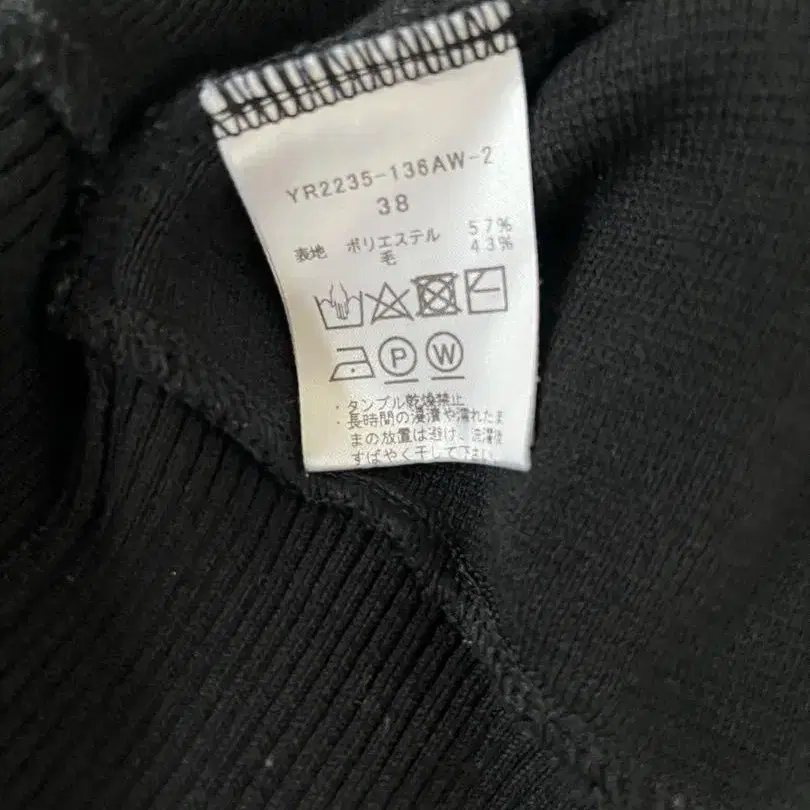 YR2235-136AW-2
38
表地 ポリエステル 57%
毛 43%
P W
・タンブル乾燥禁止
・長時間の浸漬や濡れたま
まの放置は避け、洗濯後
すばやく干して下さい。